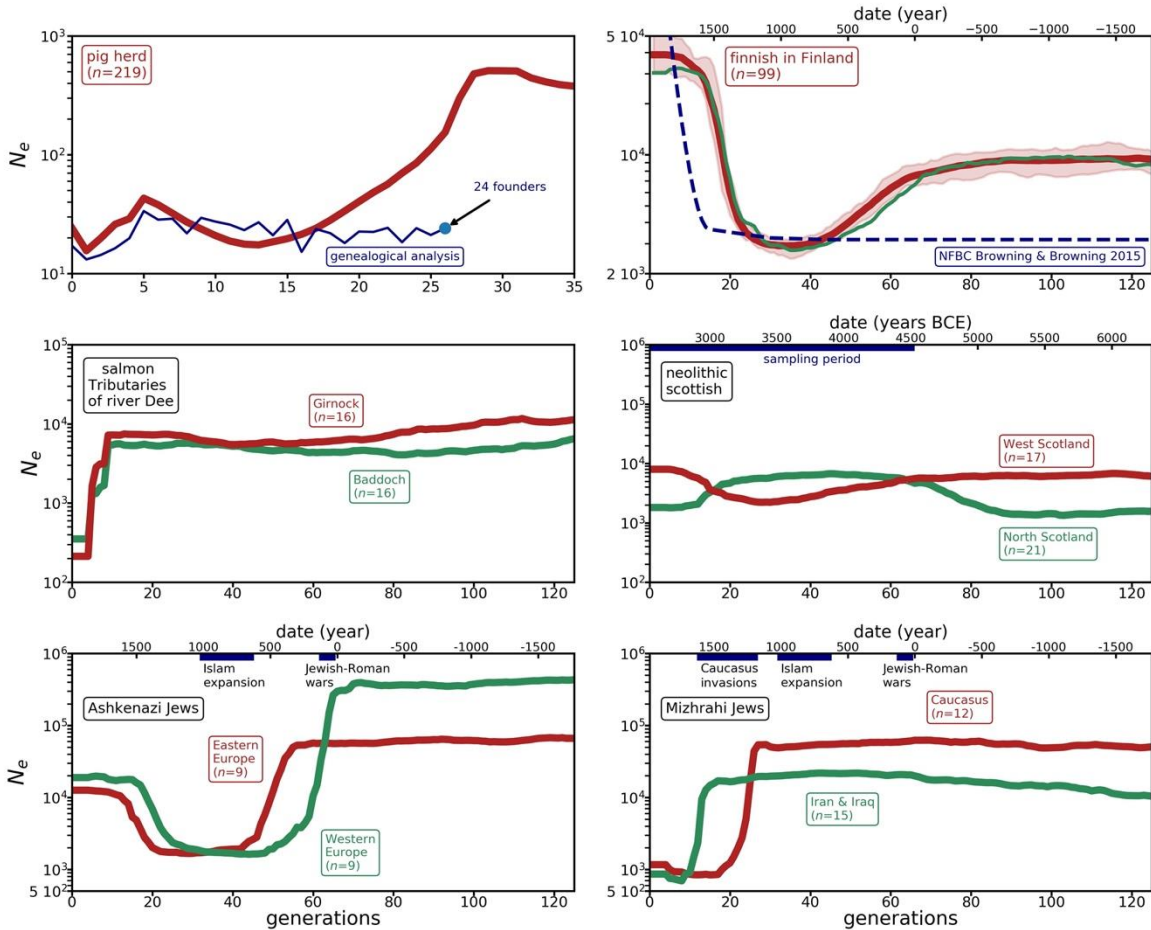 date (year)
1500 1000 500 0 −500 −1000 −1500
10³
10²
10¹
Nₑ
pig herd
(n=219)
24 founders
genealogical analysis
0 5 10 15 20 25 30 35
5 10⁴
10⁴
2 10³
finnish in Finland
(n=99)
NFBC Browning & Browning 2015
0 20 40 60 80 100 120
10⁵
10⁴
10³
10²
Nₑ
salmon
Tributaries
of river Dee
Girnock
(n=16)
Baddoch
(n=16)
0 20 40 60 80 100 120
date (years BCE)
3000 3500 4000 4500 5000 5500 6000
sampling period
10⁶
10⁵
10⁴
10³
10²
neolithic
scottish
West Scotland
(n=17)
North Scotland
(n=21)
0 20 40 60 80 100 120
date (year)
1500 1000 500 0 -500 -1000 -1500
Islam
expansion
Jewish-Roman
wars
10⁶
10⁵
10⁴
10³
5 10²
Nₑ
Ashkenazi Jews
Eastern
Europe
(n=9)
Western
Europe
(n=9)
0 20 40 60 80 100 120
generations
date (year)
1500 1000 500 0 -500 -1000 -1500
Caucasus
invasions
Islam
expansion
Jewish-Roman
wars
10⁶
10⁵
10⁴
10³
5 10²
Mizhrahi Jews
Caucasus
(n=12)
Iran & Iraq
(n=15)
0 20 40 60 80 100 120
generations